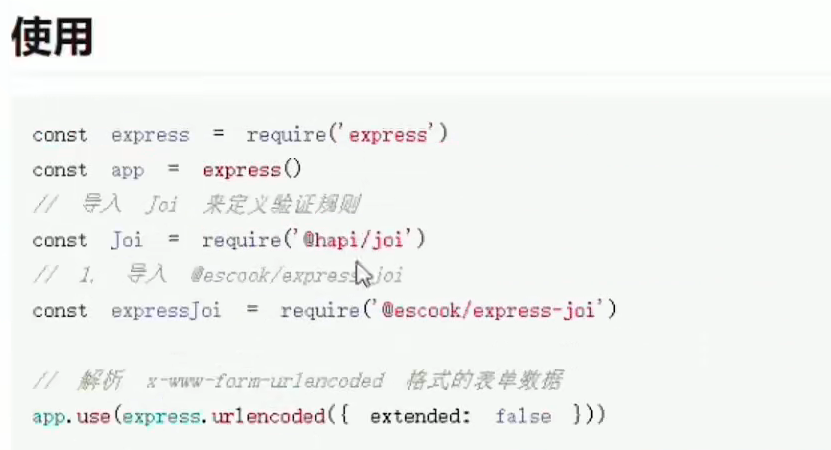 使用
const express = require('express')
const app = express()
// 导入 Joi 来定义验证规则
const Joi = require('@hapi/joi')
// 1. 导入 @escook/express-joi
const expressJoi = require('@escook/express-joi')
// 解析 x-www-form-urlencoded 格式的表单数据
app.use(express.urlencoded({ extended: false }))